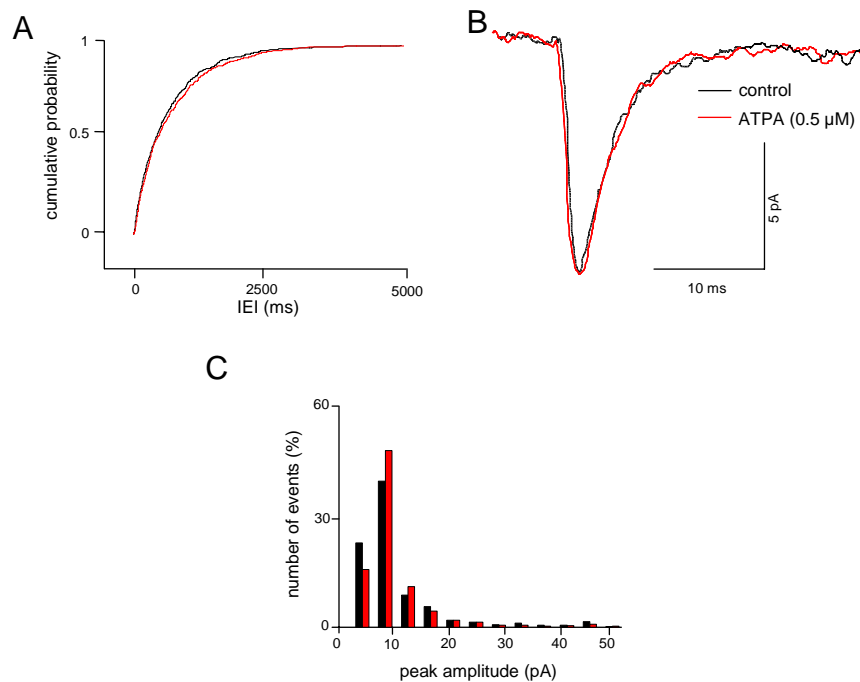 A
cumulative probability
1
0.5
0
0
2500
5000
IEI (ms)
B
control
ATPA (0.5 µM)
5 pA
10 ms
C
number of events (%)
60
30
0
0
10
20
30
40
50
peak amplitude (pA)